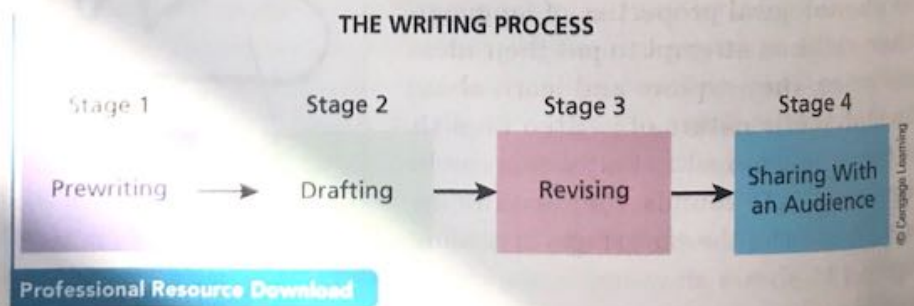 THE WRITING PROCESS
Stage 1
Stage 2
Stage 3
Stage 4
Prewriting
Drafting
Revising
Sharing With
an Audience
© Cengage Learning
Professional Resource Download